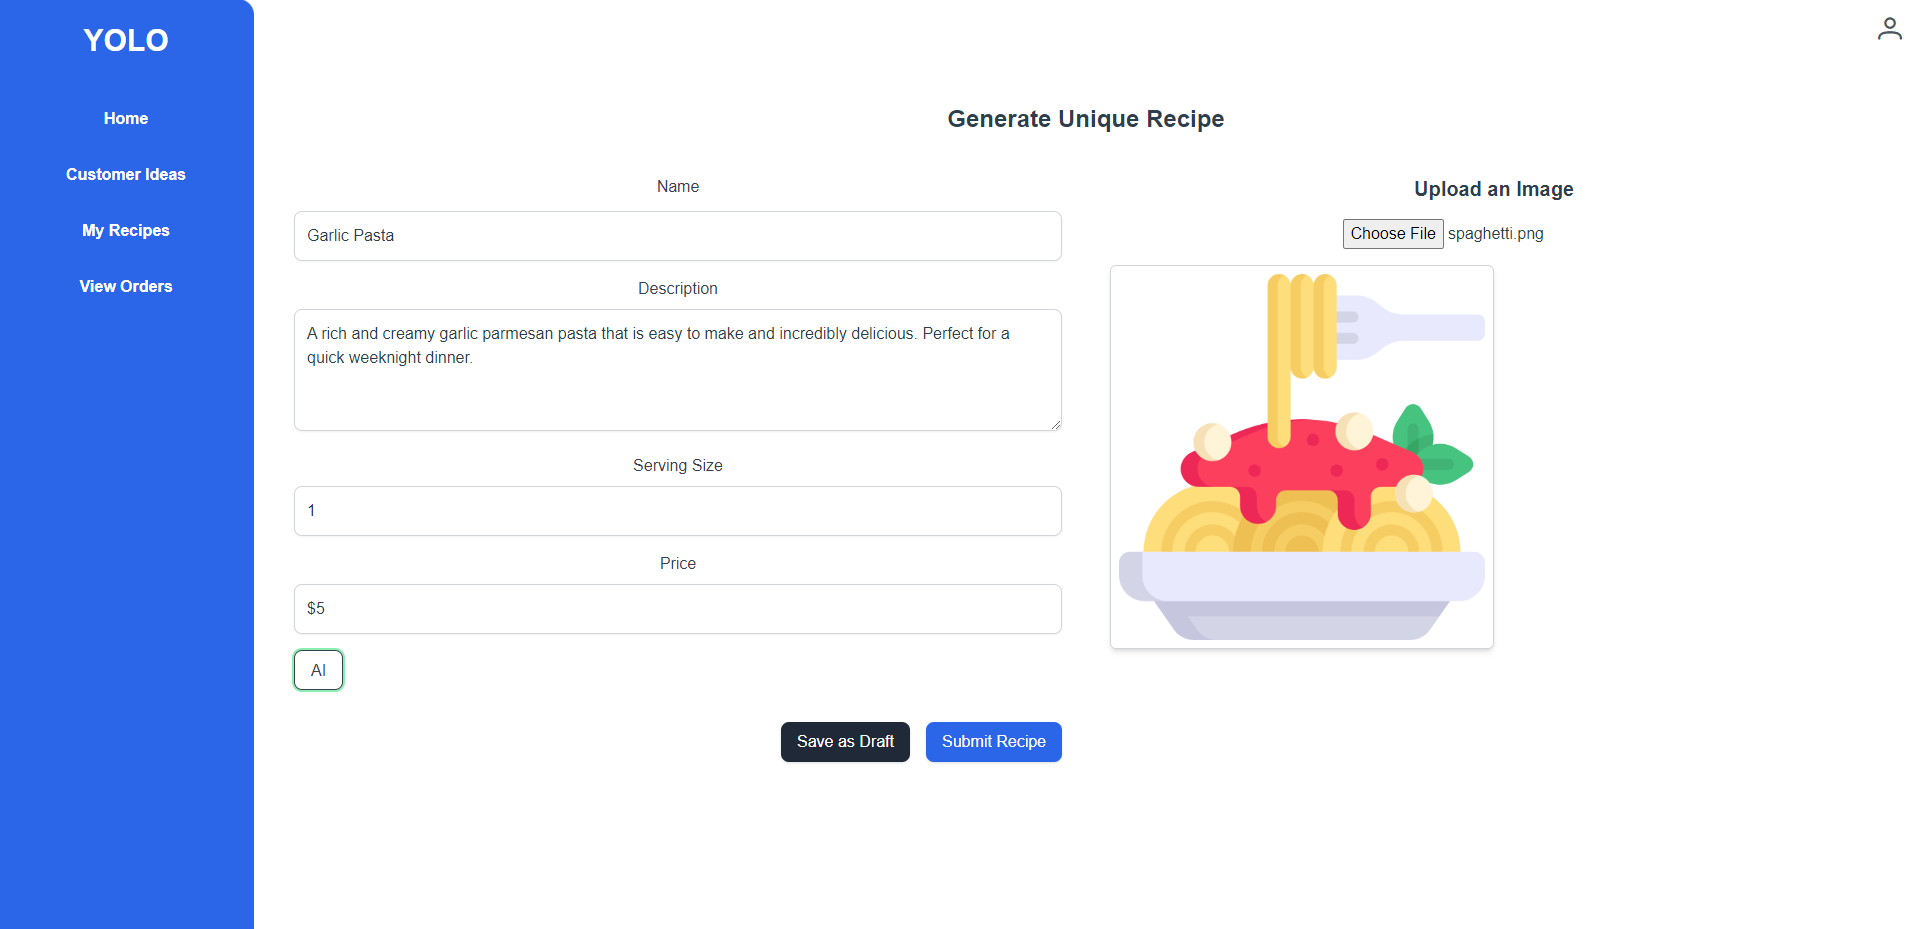 YOLO
Home
Customer Ideas
My Recipes
View Orders
Generate Unique Recipe
Name
Garlic Pasta
Description
A rich and creamy garlic parmesan pasta that is easy to make and incredibly delicious. Perfect for a
quick weeknight dinner.
Serving Size
1
Price
$5
AI
Save as Draft
Submit Recipe
Upload an Image
Choose File spaghetti.png